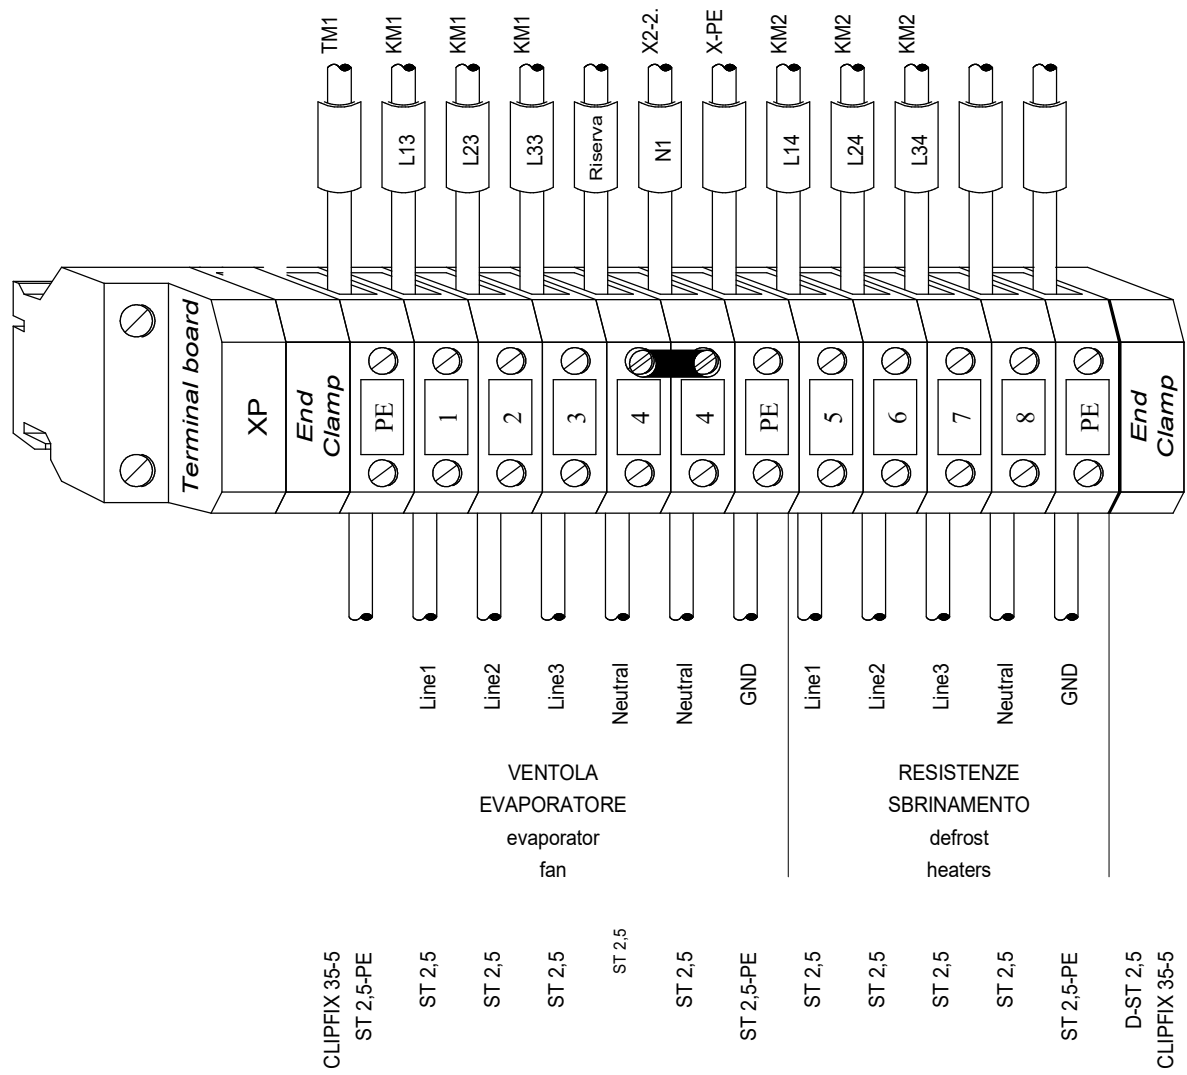 TM1
KM1
KM1
KM1
X2-2.
X-PE
KM2
KM2
KM2
L13
L23
L33
Riserva
N1
L14
L24
L34
Terminal board
XP
End
Clamp
PE
1
2
3
4
4
PE
5
6
7
8
PE
End
Clamp
Line1
Line2
Line3
Neutral
Neutral
GND
Line1
Line2
Line3
Neutral
GND
VENTOLA
EVAPORATORE
evaporator
fan
RESISTENZE
SBRINAMENTO
defrost
heaters
CLIPFIX 35-5
ST 2,5-PE
ST 2,5
ST 2,5
ST 2,5
ST 2,5
ST 2,5
ST 2,5-PE
ST 2,5
ST 2,5
ST 2,5
ST 2,5
ST 2,5-PE
D-ST 2,5
CLIPFIX 35-5